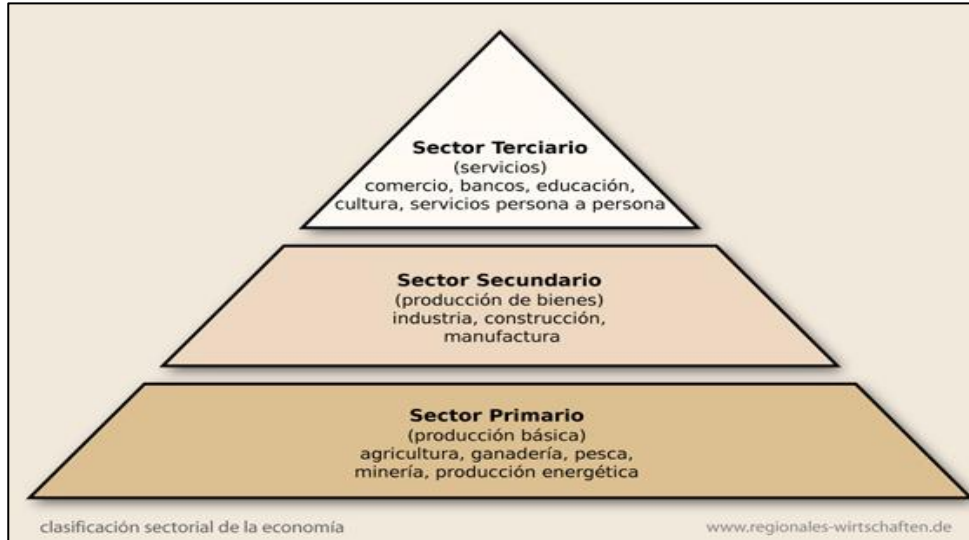 Sector Terciario
(servicios)
comercio, bancos, educación,
cultura, servicios persona a persona
Sector Secundario
(producción de bienes)
industria, construcción,
manufactura
Sector Primario
(producción básica)
agricultura, ganadería, pesca,
minería, producción energética
clasificación sectorial de la economía
www.regionales-wirtschaften.de